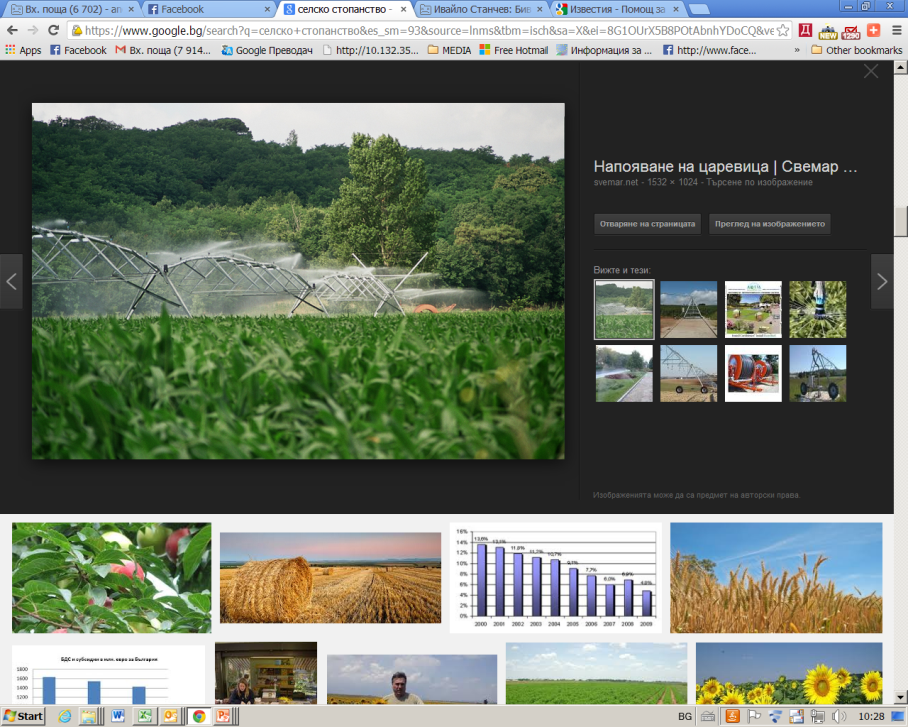 Вх. поща (6 702) - an
Facebook
селско стопанство -
Ивайло Станчев: Бив
Известия - Помощ за
https://www.google.bg/search?q=селско+стопанство&es_sm=93&source=lnms&tbm=isch&sa=X&ei=8G1OUrX5B8POtAbnhYDoCQ&ve
Apps
Facebook
Вх. поща (7 914...
Google Преводач
http://10.132.35...
MEDIA
Free Hotmail
Информация за ...
http://www.face...
»
Other bookmarks
Напояване на царевица | Свемар ...
svemar.net - 1532 × 1024 - Търсене по изображение
Отваряне на страницата
Преглед на изображението
Вижте и тези:
Изображенията може да са предмет на авторски права.
16%
14%
12%
10%
8%
6%
4%
2%
0%
13,6%
13,1%
11,8%
11,2%
10,7%
9,1%
7,7%
6,0%
6,8%
4,8%
2000 2001 2002 2003 2004 2005 2006 2007 2008 2009
БДС и субсидии в млн. евро за България
1800
1600
1400
1200
Start
BG
10:28